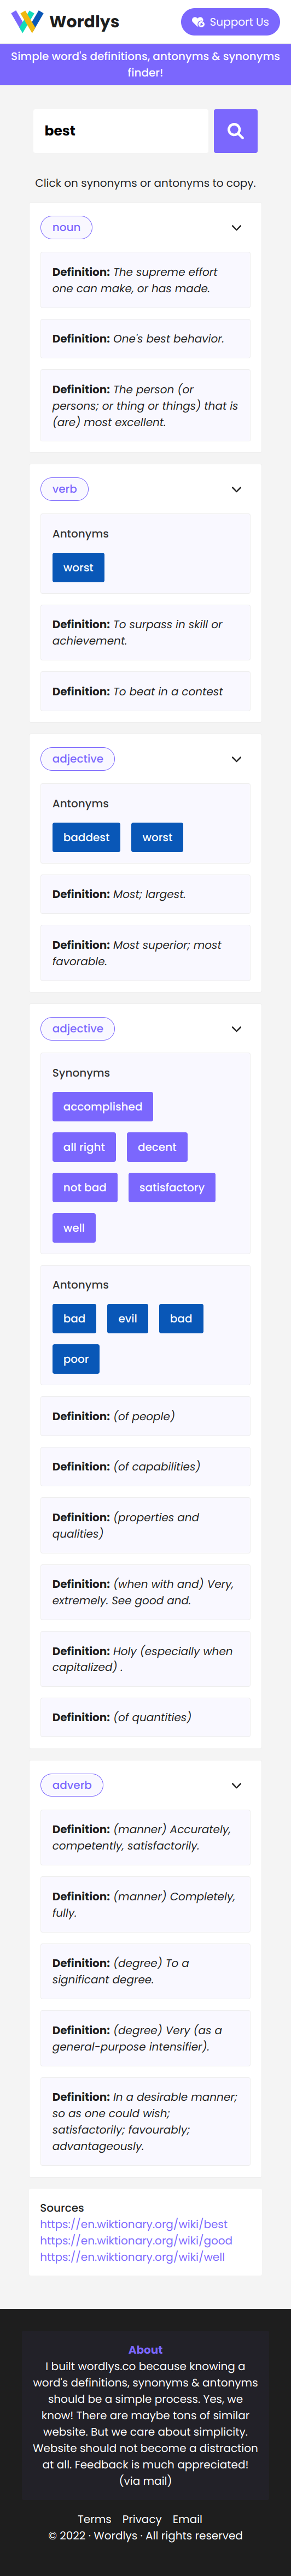 Wordlys
Support Us
Simple word's definitions, antonyms & synonyms
finder!
best
Click on synonyms or antonyms to copy.
noun
Definition: The supreme effort
one can make, or has made.
Definition: One's best behavior.
Definition: The person (or
persons; or thing or things) that is
(are) most excellent.
verb
Antonyms
worst
Definition: To surpass in skill or
achievement.
Definition: To beat in a contest
adjective
Antonyms
baddest worst
Definition: Most; largest.
Definition: Most superior; most
favorable.
adjective
Synonyms
accomplished
all right decent
not bad satisfactory
well
Antonyms
bad evil bad
poor
Definition: (of people)
Definition: (of capabilities)
Definition: (properties and
qualities)
Definition: (when with and) Very,
extremely. See good and.
Definition: Holy (especially when
capitalized) .
Definition: (of quantities)
adverb
Definition: (manner) Accurately,
competently, satisfactorily.
Definition: (manner) Completely,
fully.
Definition: (degree) To a
significant degree.
Definition: (degree) Very (as a
general-purpose intensifier).
Definition: In a desirable manner;
so as one could wish;
satisfactorily; favourably;
advantageously.
Sources
https://en.wiktionary.org/wiki/best
https://en.wiktionary.org/wiki/good
https://en.wiktionary.org/wiki/well
About
I built wordlys.co because knowing a
word's definitions, synonyms & antonyms
should be a simple process. Yes, we
know! There are maybe tons of similar
website. But we care about simplicity.
Website should not become a distraction
at all. Feedback is much appreciated!
(via mail)
Terms Privacy Email
© 2022 · Wordlys · All rights reserved